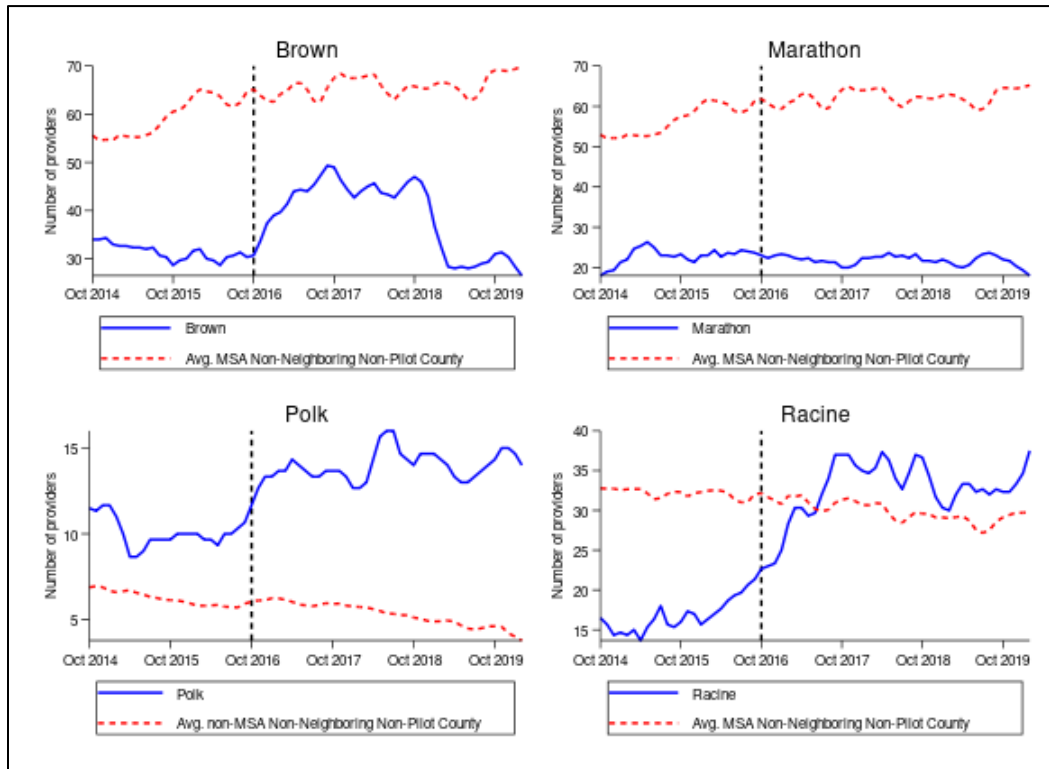 Brown
Number of providers
70
60
50
40
30
Oct 2014 Oct 2015 Oct 2016 Oct 2017 Oct 2018 Oct 2019
Brown
Avg. MSA Non-Neighboring Non-Pilot County
Marathon
Number of providers
70
60
50
40
30
20
Oct 2014 Oct 2015 Oct 2016 Oct 2017 Oct 2018 Oct 2019
Marathon
Avg. MSA Non-Neighboring Non-Pilot County
Polk
Number of providers
15
10
5
Oct 2014 Oct 2015 Oct 2016 Oct 2017 Oct 2018 Oct 2019
Polk
Avg. non-MSA Non-Neighboring Non-Pilot County
Racine
Number of providers
40
35
30
25
20
15
Oct 2014 Oct 2015 Oct 2016 Oct 2017 Oct 2018 Oct 2019
Racine
Avg. MSA Non-Neighboring Non-Pilot County